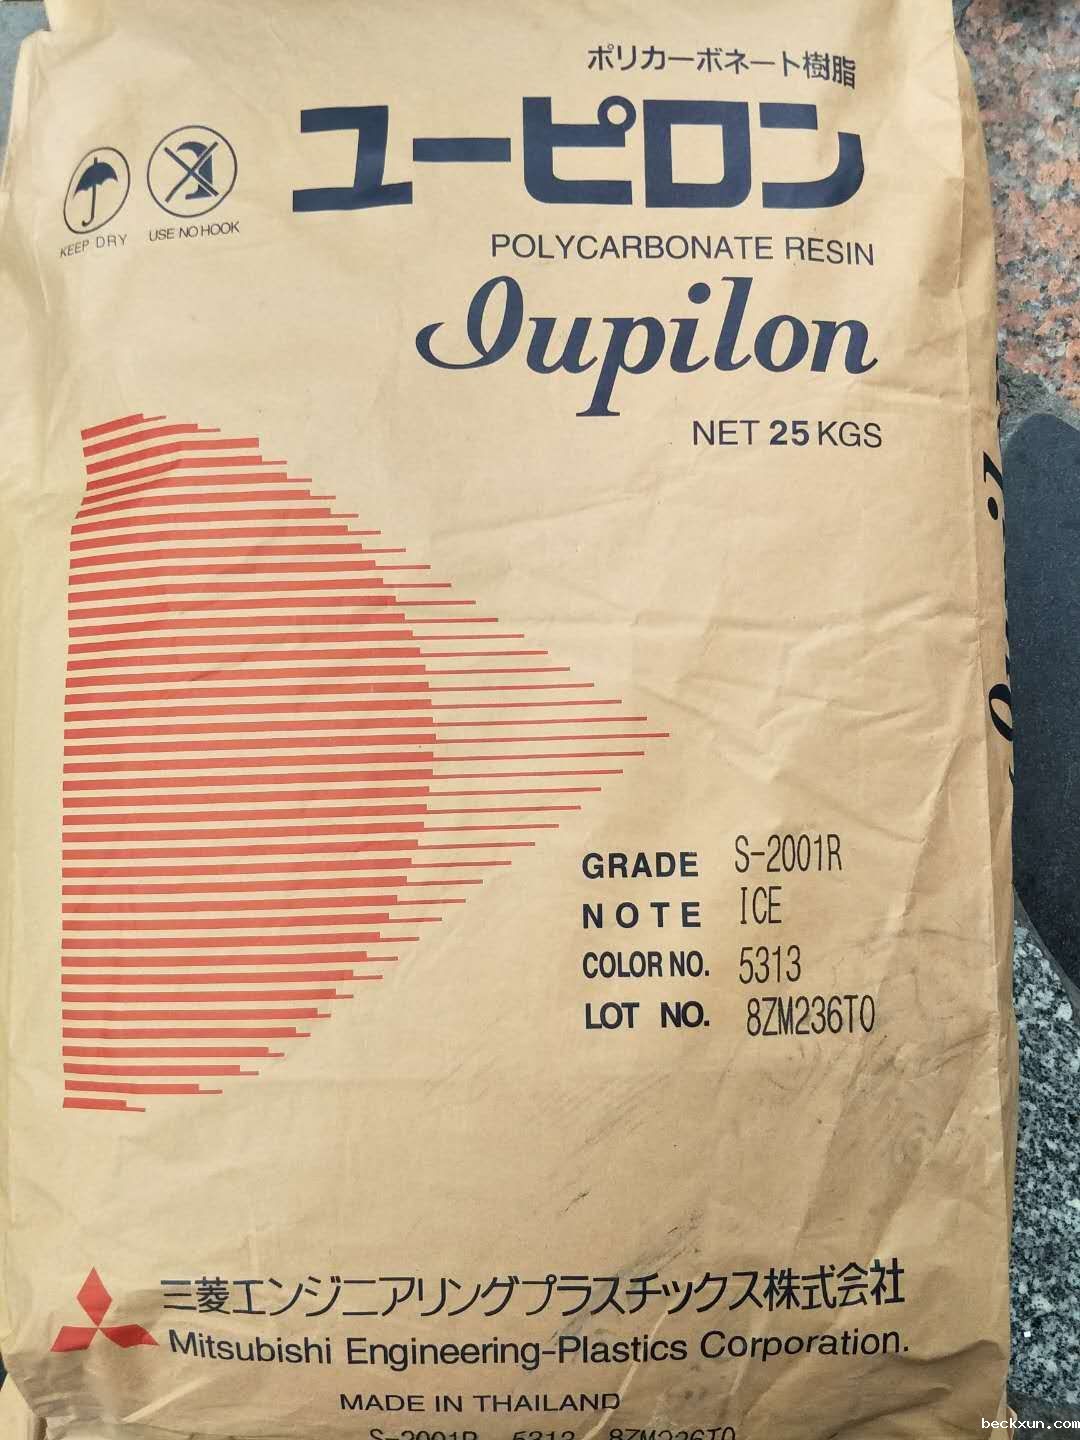 ポリカーボネート樹脂
ユーピロン
KEEP DRY
USE NO HOOK
POLYCARBONATE RESIN
Iupilon
NET 25 KGS
GRADE S-2001R
NOTE ICE
COLOR NO. 5313
LOT NO. 8ZM236T0
三菱エンジニアリングプラスチックス株式会社
Mitsubishi Engineering-Plastics Corporation.
MADE IN THAILAND
S-2001R 5313 8ZM236T0
beckxun.com